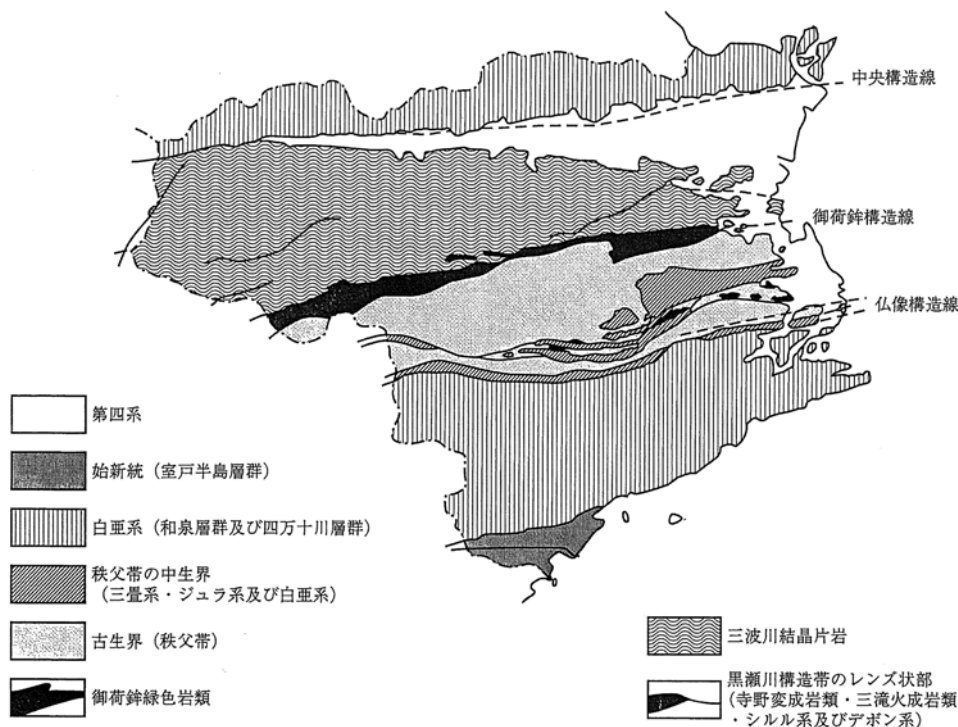 中央構造線
御荷鉾構造線
仏像構造線
第四系
始新統（室戸半島層群）
白亜系（和泉層群及び四万十川層群）
秩父帯の中生界
（三畳系・ジュラ系及び白亜系）
古生界（秩父帯）
御荷鉾緑色岩類
三波川結晶片岩
黒瀬川構造帯のレンズ状部
（寺野変成岩類・三滝火成岩類
・シルル系及びデボン系）